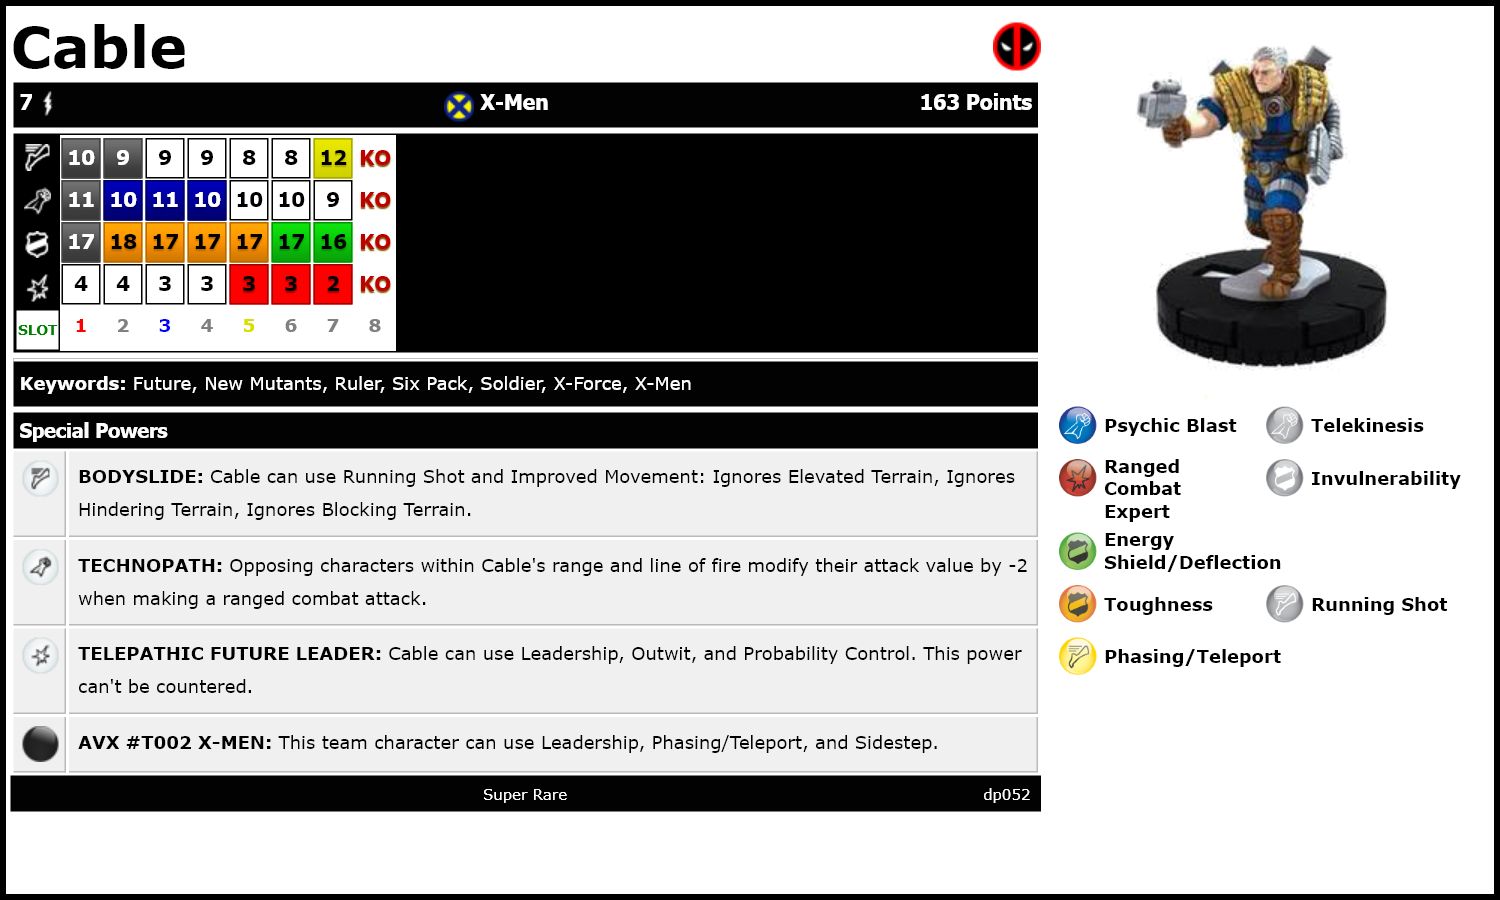 Cable
7 X-Men 163 Points
10 9 9 9 8 8 12 KO
11 10 11 10 10 10 9 KO
17 18 17 17 17 17 16 KO
4 4 3 3 3 3 2 KO
SLOT 1 2 3 4 5 6 7 8
Keywords: Future, New Mutants, Ruler, Six Pack, Soldier, X-Force, X-Men
Special Powers
BODYSLIDE: Cable can use Running Shot and Improved Movement: Ignores Elevated Terrain, Ignores
Hindering Terrain, Ignores Blocking Terrain.
TECHNOPATH: Opposing characters within Cable's range and line of fire modify their attack value by -2
when making a ranged combat attack.
TELEPATHIC FUTURE LEADER: Cable can use Leadership, Outwit, and Probability Control. This power
can't be countered.
AVX #T002 X-MEN: This team character can use Leadership, Phasing/Teleport, and Sidestep.
Super Rare dp052
Psychic Blast Telekinesis
Ranged
Combat
Expert
Invulnerability
Energy
Shield/Deflection
Toughness Running Shot
Phasing/Teleport